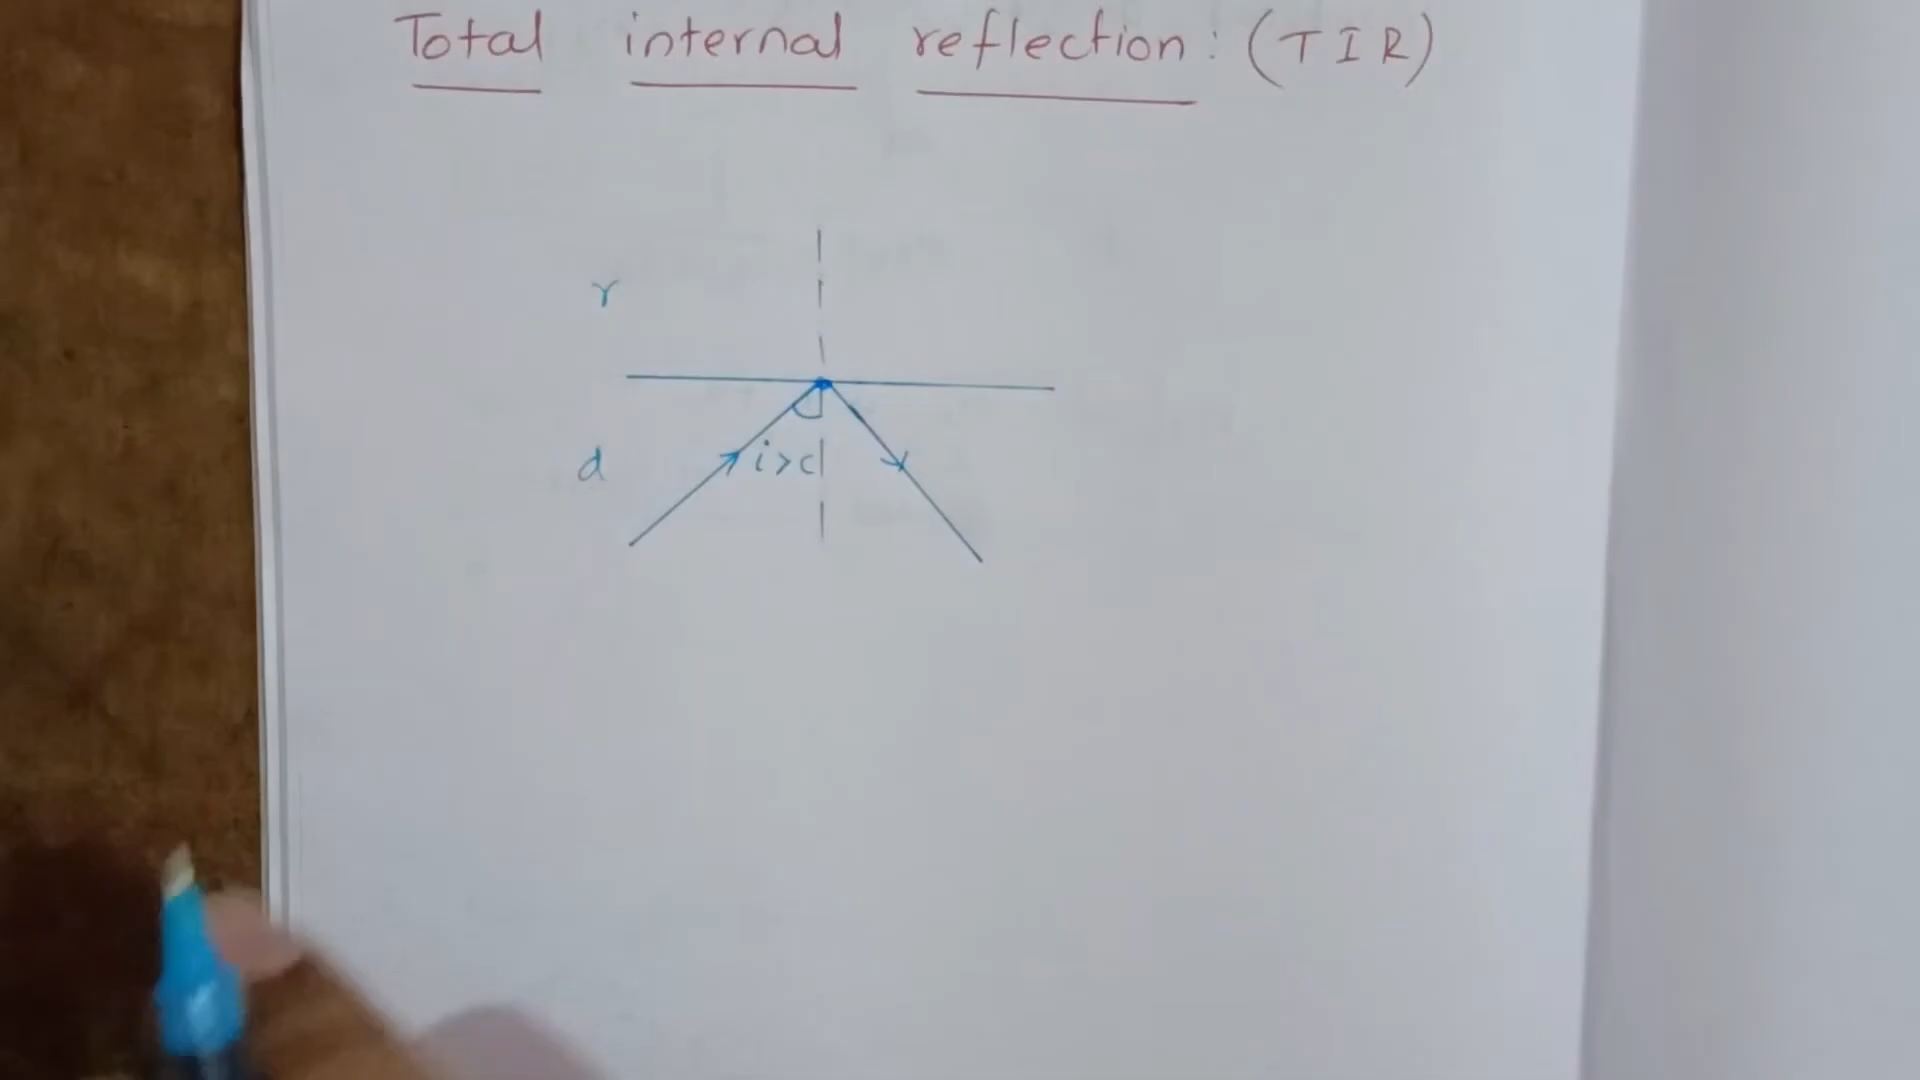 Total internal reflection: (TIR)
r
d
i>c